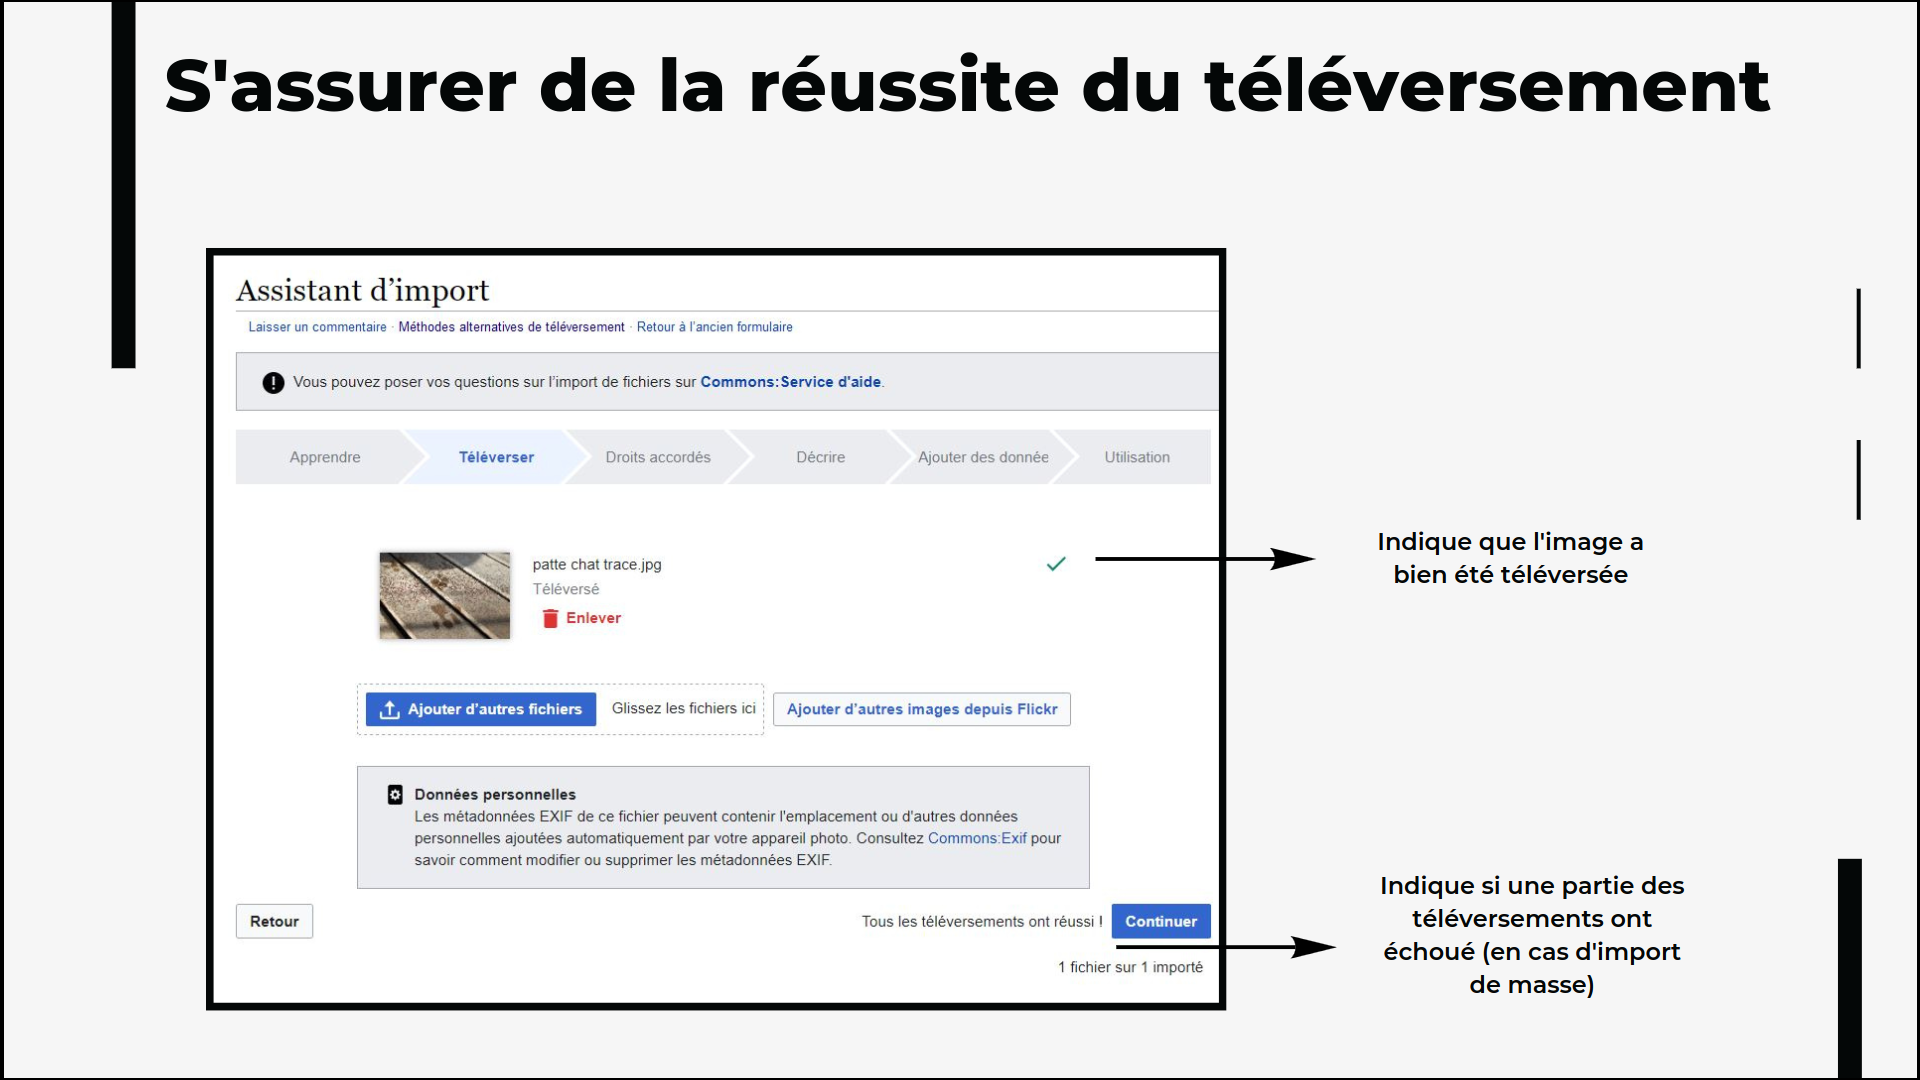 S'assurer de la réussite du téléversement
Assistant d’import
Laisser un commentaire · Méthodes alternatives de téléversement · Retour à l’ancien formulaire
Vous pouvez poser vos questions sur l’import de fichiers sur Commons:Service d'aide.
Apprendre
Téléverser
Droits accordés
Décrire
Ajouter des donnée
Utilisation
patte chat trace.jpg
Téléversé
Enlever
Indique que l'image a
bien été téléversée
Ajouter d’autres fichiers
Glissez les fichiers ici
Ajouter d’autres images depuis Flickr
Données personnelles
Les métadonnées EXIF de ce fichier peuvent contenir l'emplacement ou d'autres données
personnelles ajoutées automatiquement par votre appareil photo. Consultez Commons:Exif pour
savoir comment modifier ou supprimer les métadonnées EXIF.
Retour
Tous les téléversements ont réussi !
Continuer
1 fichier sur 1 importé
Indique si une partie des
téléversements ont
échoué (en cas d'import
de masse)